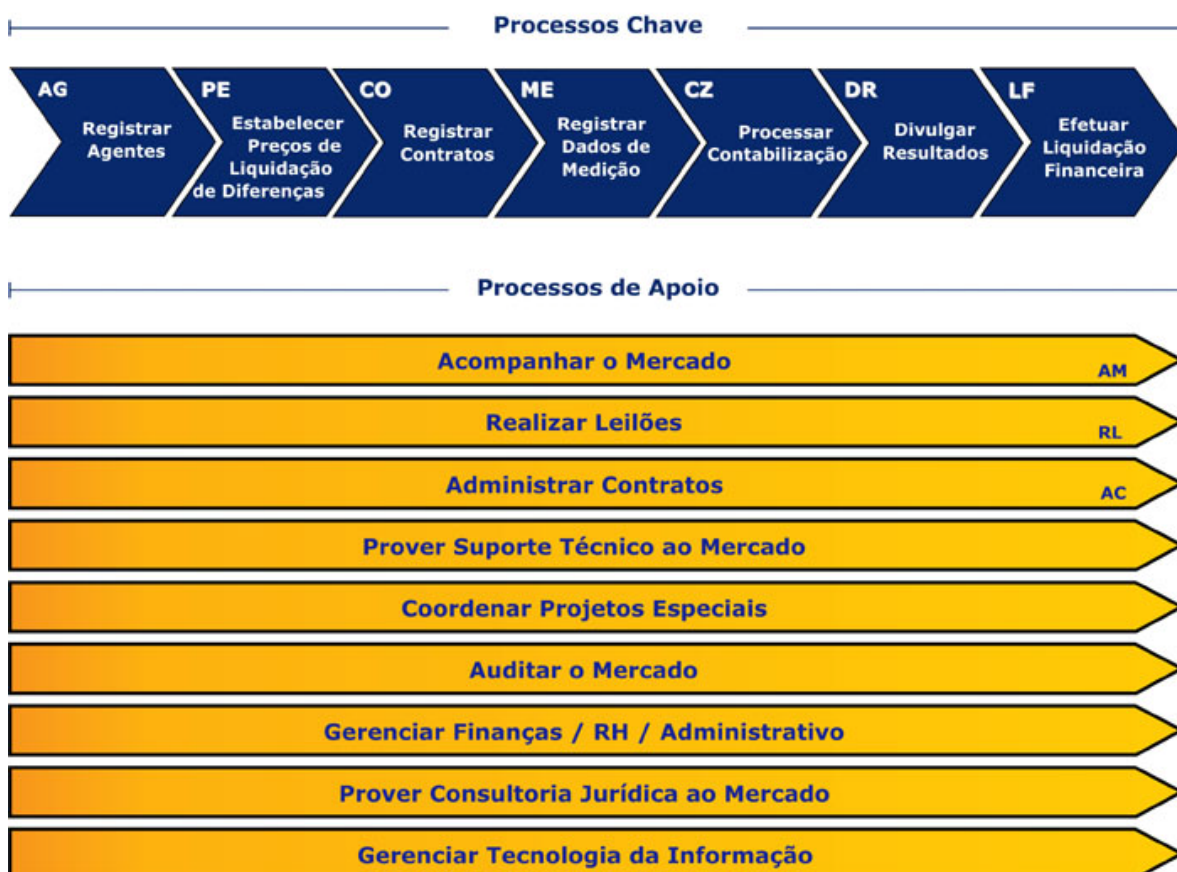 Processos Chave
AG
Registrar
Agentes
PE
Estabelecer
Preços de
Liquidação
de Diferenças
CO
Registrar
Contratos
ME
Registrar
Dados de
Medição
CZ
Processar
Contabilização
DR
Divulgar
Resultados
LF
Efetuar
Liquidação
Financeira
Processos de Apoio
Acompanhar o Mercado
AM
Realizar Leilões
RL
Administrar Contratos
AC
Prover Suporte Técnico ao Mercado
Coordenar Projetos Especiais
Auditar o Mercado
Gerenciar Finanças / RH / Administrativo
Prover Consultoria Jurídica ao Mercado
Gerenciar Tecnologia da Informação